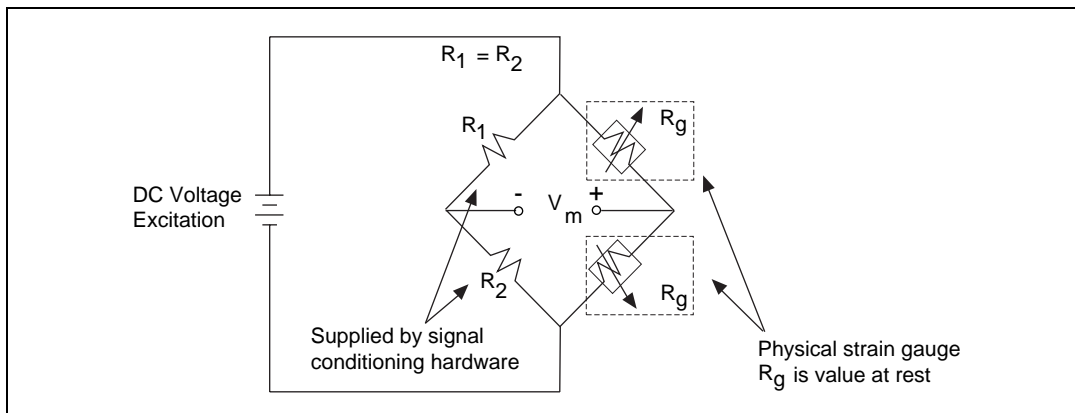 R1 = R2
Rg
R1
DC Voltage
Excitation
- Vm +
R2
Rg
Supplied by signal
conditioning hardware
Physical strain gauge
Rg is value at rest